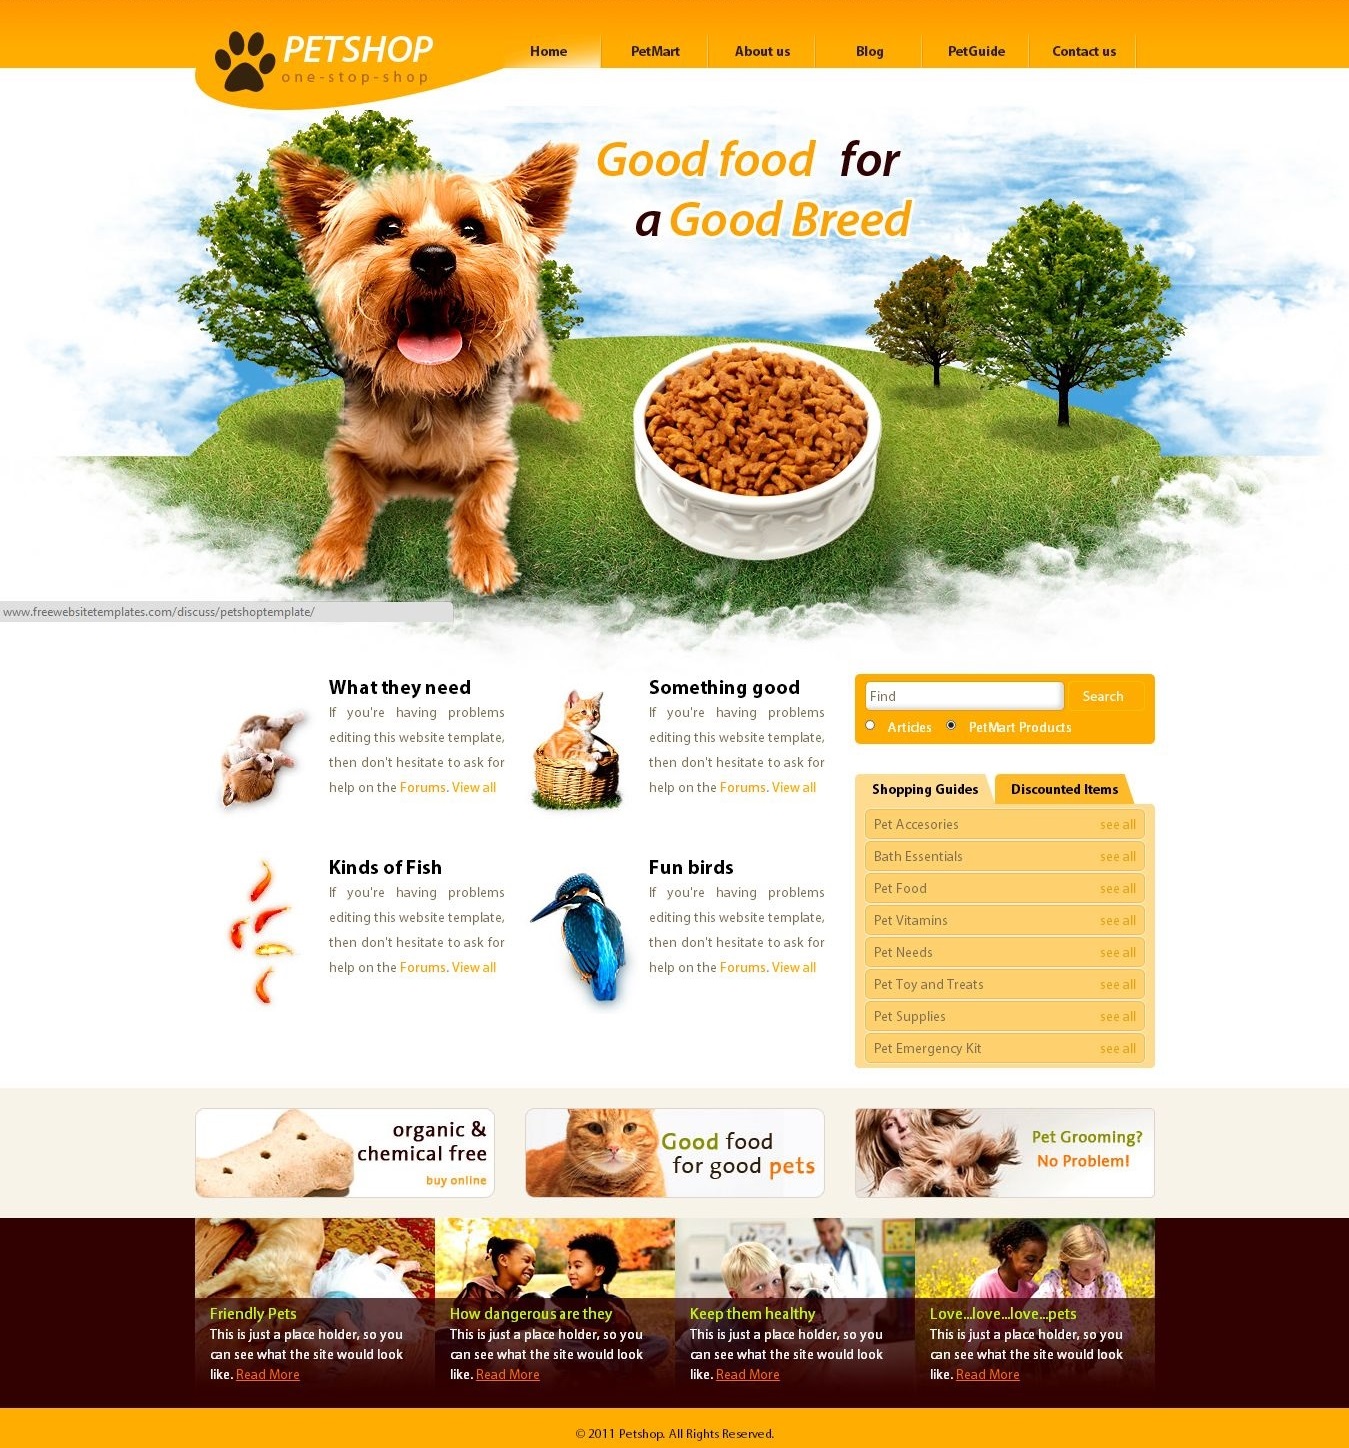 PETSHOP
one-stop-shop
Home PetMart About us Blog PetGuide Contact us
Good food for
a Good Breed
www.freewebsitetemplates.com/discuss/petshoptemplate/
What they need
If you're having problems
editing this website template,
then don't hesitate to ask for
help on the Forums. View all
Something good
If you're having problems
editing this website template,
then don't hesitate to ask for
help on the Forums. View all
Kinds of Fish
If you're having problems
editing this website template,
then don't hesitate to ask for
help on the Forums. View all
Fun birds
If you're having problems
editing this website template,
then don't hesitate to ask for
help on the Forums. View all
Find Search
Articles PetMart Products
Shopping Guides Discounted Items
Pet Accesories see all
Bath Essentials see all
Pet Food see all
Pet Vitamins see all
Pet Needs see all
Pet Toy and Treats see all
Pet Supplies see all
Pet Emergency Kit see all
organic &
chemical free
buy online
Good food
for good pets
Pet Grooming?
No Problem!
Friendly Pets
This is just a place holder, so you
can see what the site would look
like. Read More
How dangerous are they
This is just a place holder, so you
can see what the site would look
like. Read More
Keep them healthy
This is just a place holder, so you
can see what the site would look
like. Read More
Love...love...love...pets
This is just a place holder, so you
can see what the site would look
like. Read More
© 2011 Petshop. All Rights Reserved.